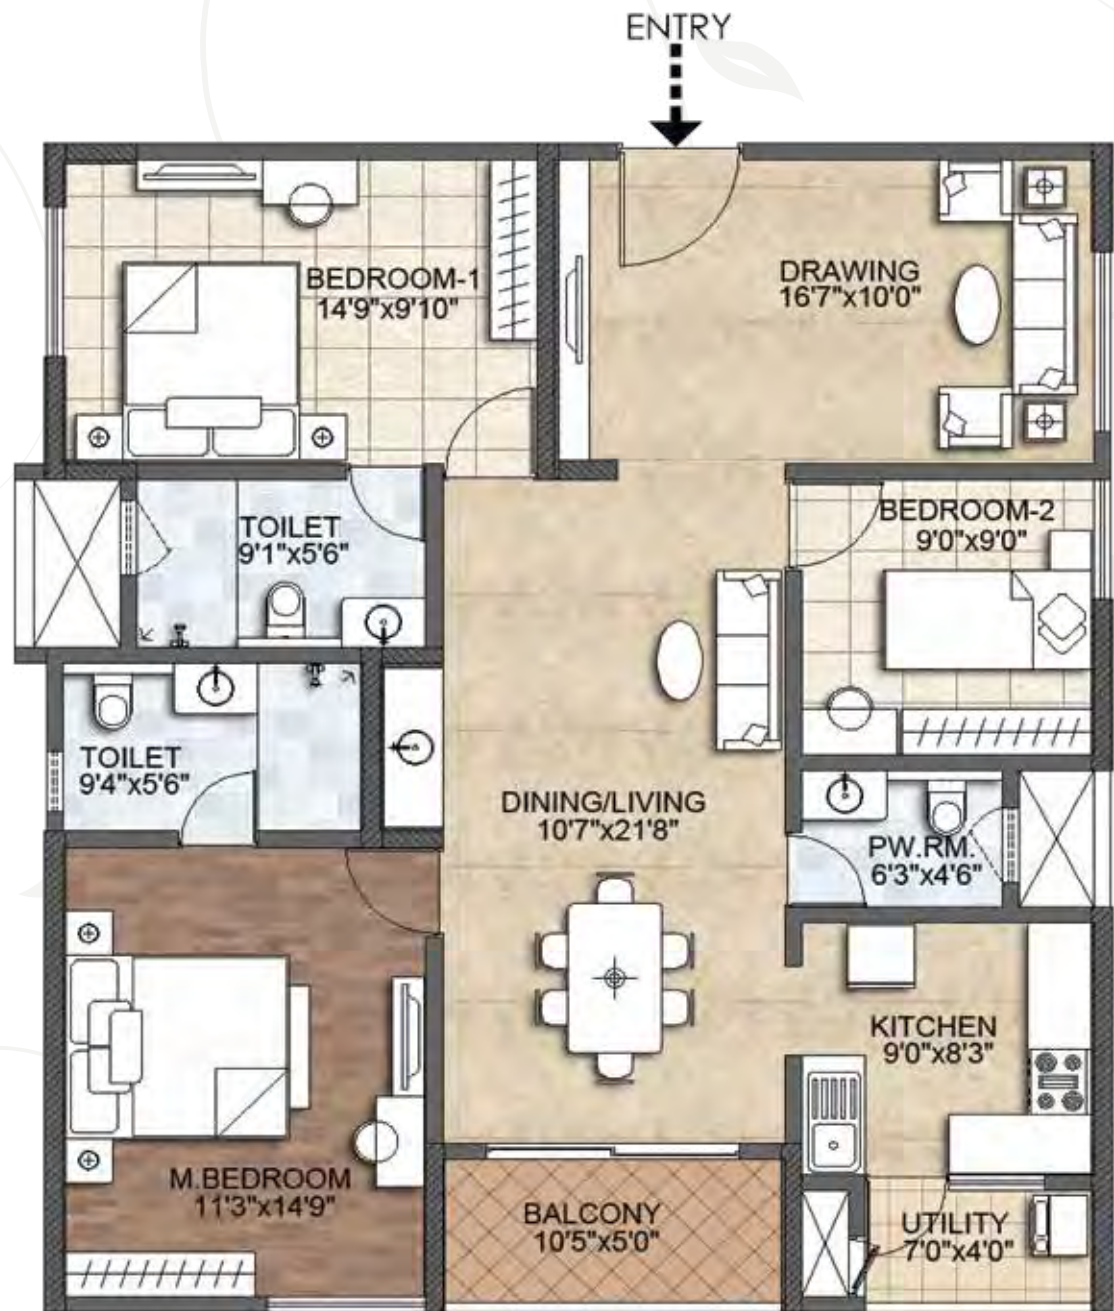 ENTRY
BEDROOM-1
14'9"x9'10"
DRAWING
16'7"x10'0"
TOILET
9'1"x5'6"
BEDROOM-2
9'0"x9'0"
TOILET
9'4"x5'6"
DINING/LIVING
10'7"x21'8"
PW.RM.
6'3"x4'6"
KITCHEN
9'0"x8'3"
M.BEDROOM
11'3"x14'9"
BALCONY
10'5"x5'0"
UTILITY
7'0"x4'0"